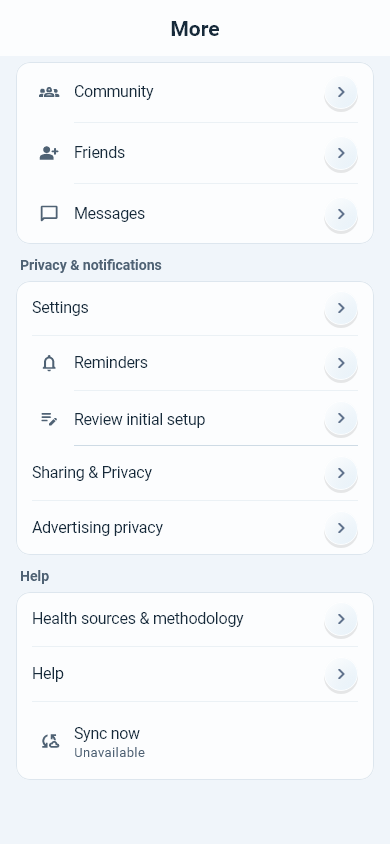 More
Community
Friends
Messages
Privacy & notifications
Settings
Reminders
Review initial setup
Sharing & Privacy
Advertising privacy
Help
Health sources & methodology
Help
Sync now
Unavailable